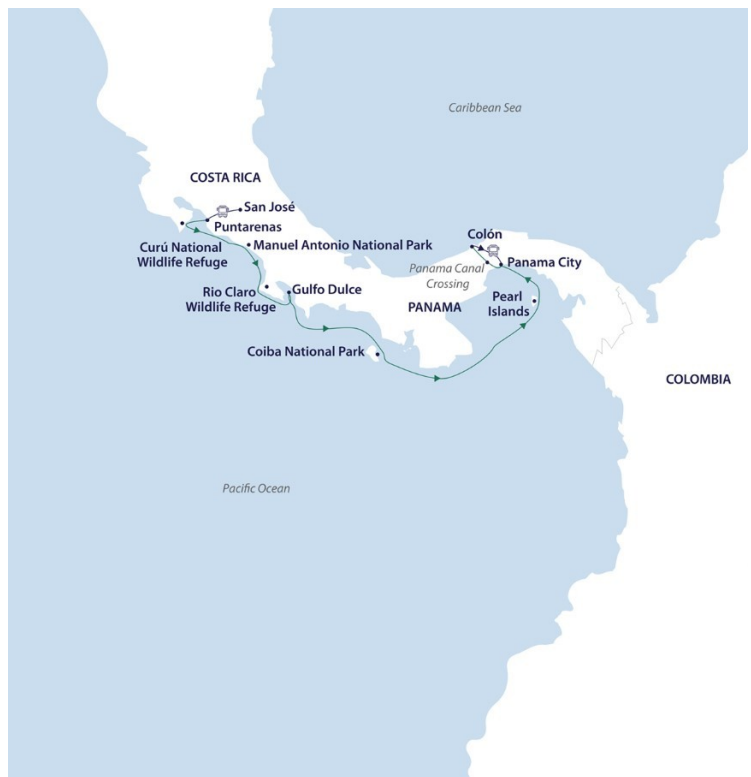 Caribbean Sea
COSTA RICA
San José
Puntarenas
Curú National
Wildlife Refuge
Manuel Antonio National Park
Colón
Panama City
Panama Canal
Crossing
Rio Claro
Wildlife Refuge
Gulfo Dulce
Pearl
Islands
PANAMA
Coiba National Park
COLOMBIA
Pacific Ocean